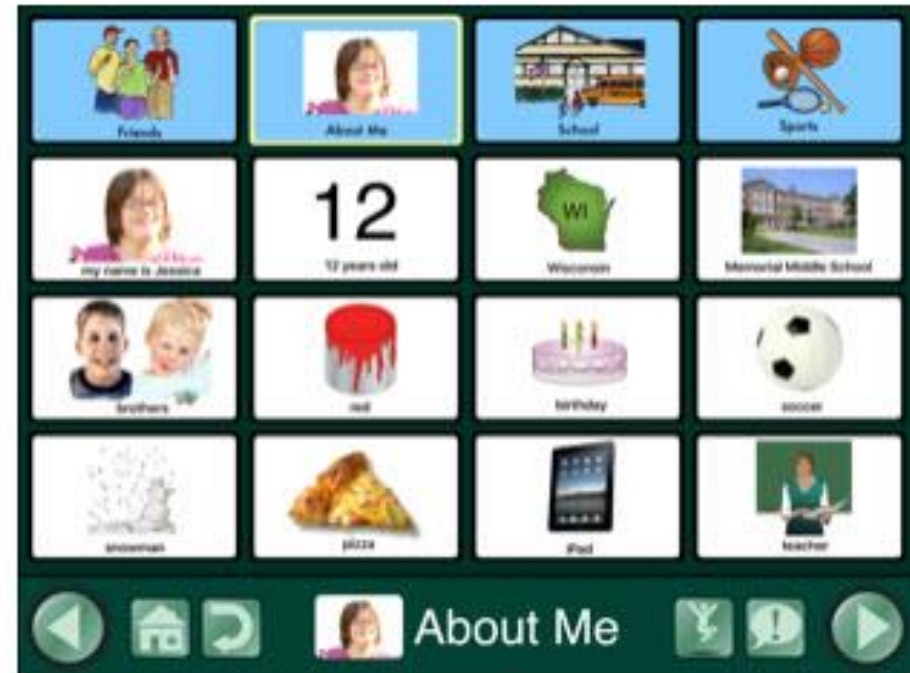 Friends
About Me
School
Sports
my name is Jessica
12
12 years old
WI
Wisconsin
Memorial Middle School
brothers
red
birthday
soccer
snowman
pizza
iPad
teacher
About Me